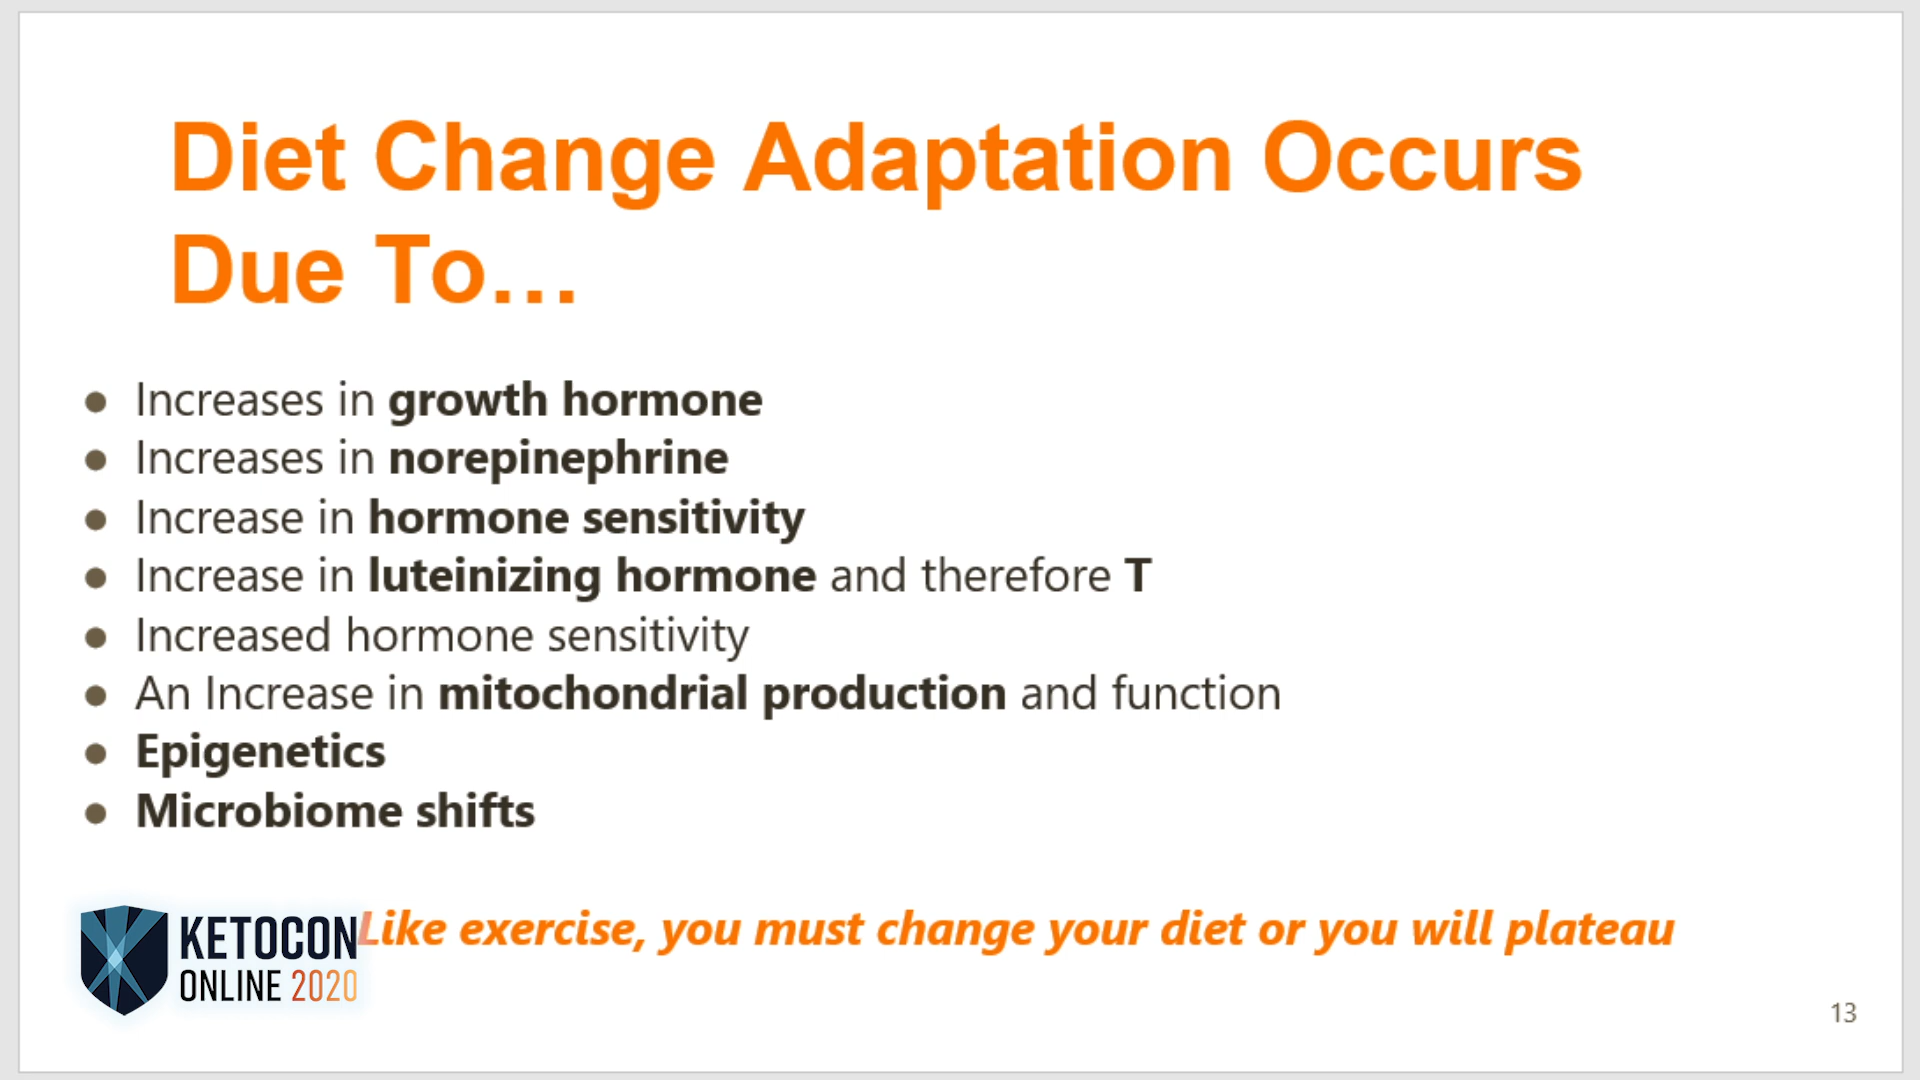 Diet Change Adaptation Occurs
Due To...
● Increases in growth hormone
● Increases in norepinephrine
● Increase in hormone sensitivity
● Increase in luteinizing hormone and therefore T
● Increased hormone sensitivity
● An Increase in mitochondrial production and function
● Epigenetics
● Microbiome shifts
Like exercise, you must change your diet or you will plateau
KETOCON
ONLINE 2020
13